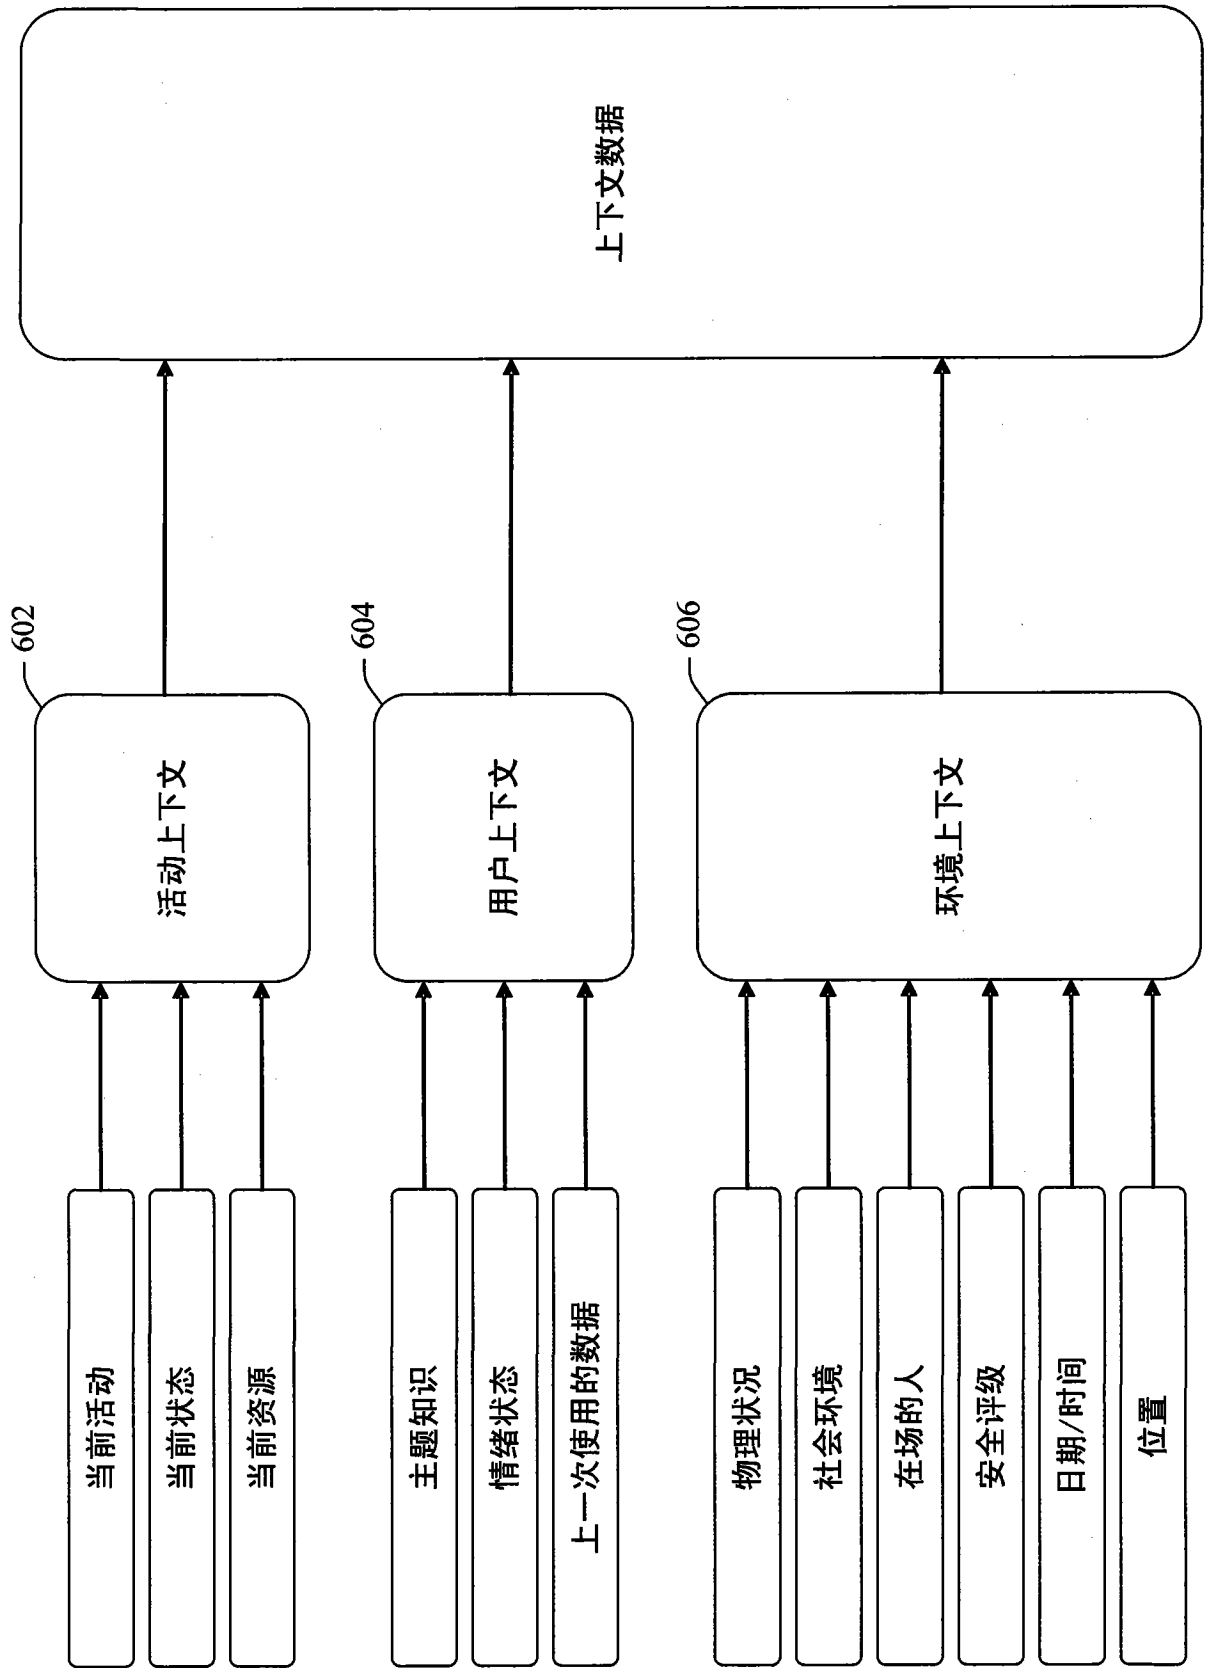 当前活动
当前状态
当前资源
602
活动上下文
主题知识
情绪状态
上一次使用的数据
604
用户上下文
物理状况
社会环境
在场的人
安全评级
日期/时间
位置
606
环境上下文
上下文数据